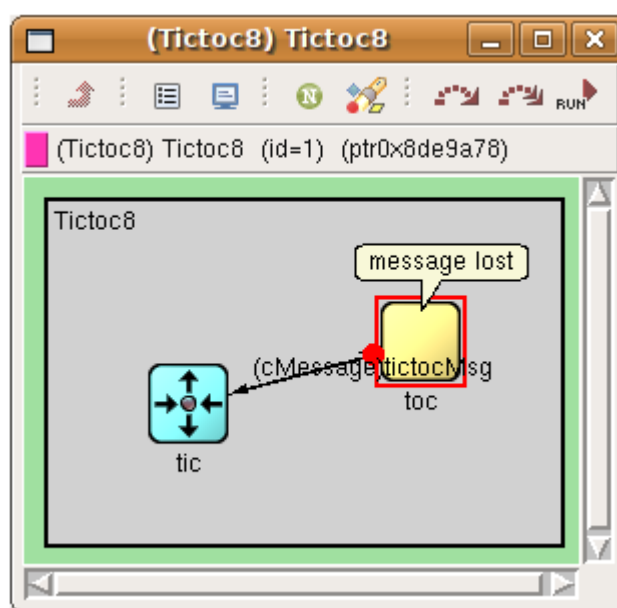 (Tictoc8) Tictoc8
N
RUN
(Tictoc8) Tictoc8 (id=1) (ptr0x8de9a78)
Tictoc8
message lost
(cMessage)tictocMsg
toc
tic